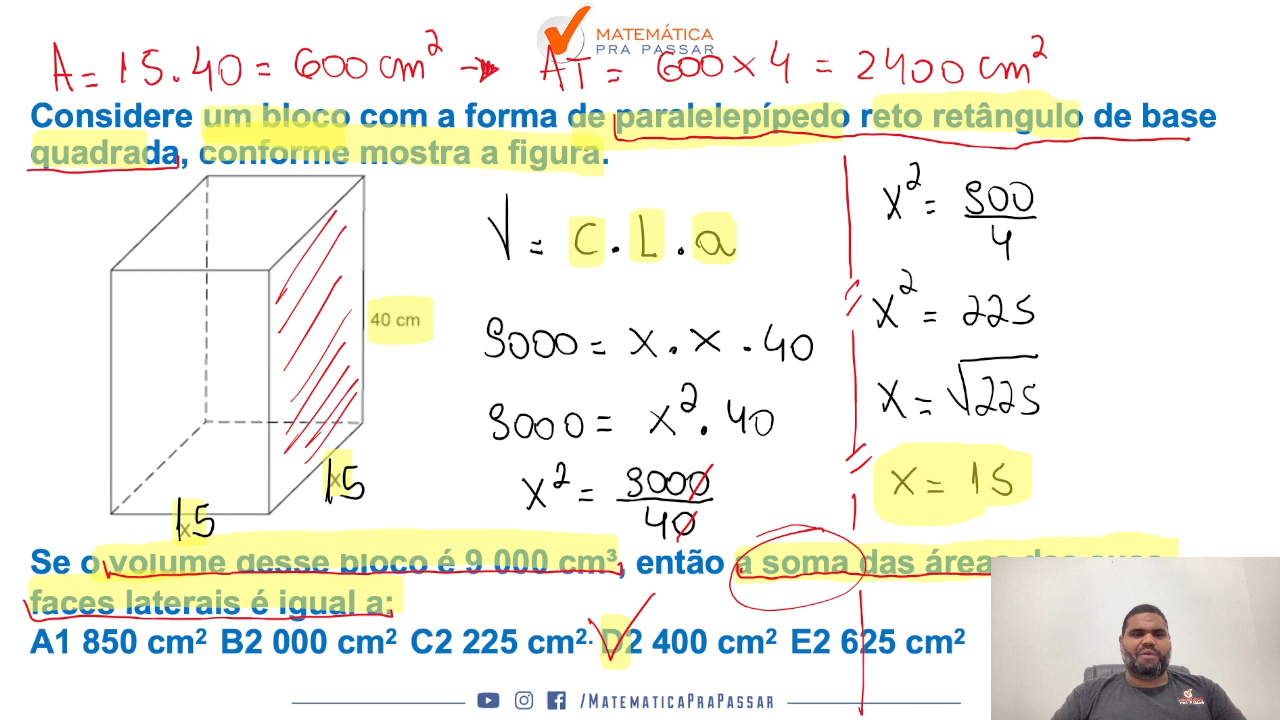 MATEMÁTICA
PRA PASSAR
A = 15.40 = 600 cm² → AT = 600 × 4 = 2400 cm²
Considere um bloco com a forma de paralelepípedo reto retângulo de base
quadrada, conforme mostra a figura.
V = C . L . a
9000 = x . x . 40
9000 = x² . 40
x² = 9000/40
x² = 900/4
x² = 225
x = √225
x = 15
40 cm
15
15
Se o volume desse bloco é 9 000 cm³, então a soma das áreas das suas
faces laterais é igual a:
A1 850 cm² B2 000 cm² C2 225 cm². D2 400 cm² E2 625 cm²
/MATEMATICAPRAPASSAR